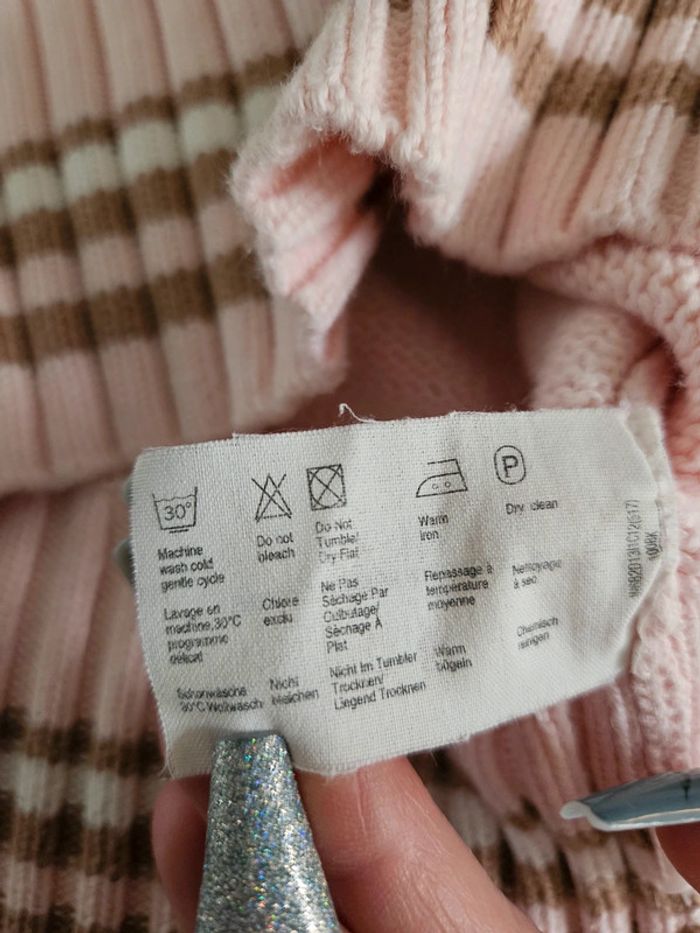 30°
P
Machine
wash cold
gentle cycle
Do not
bleach
Do Not
Tumble/
Dry Flat
Warm
Iron
Dry clean
Lavage en
machine,30°C
programme
délicat
Chlore
exclu
Ne Pas
Séchage Par
Culbutage/
Séchage À
Plat
Repassage à
température
moyenne
Nettoyage
à sec
Schonwäsche
30°C Wollwäsche
Nicht
bleichen
Nicht Im Tumbler
Trocknen/
Liegend Trocknen
Warm
bügeln
Chemisch
reinigen